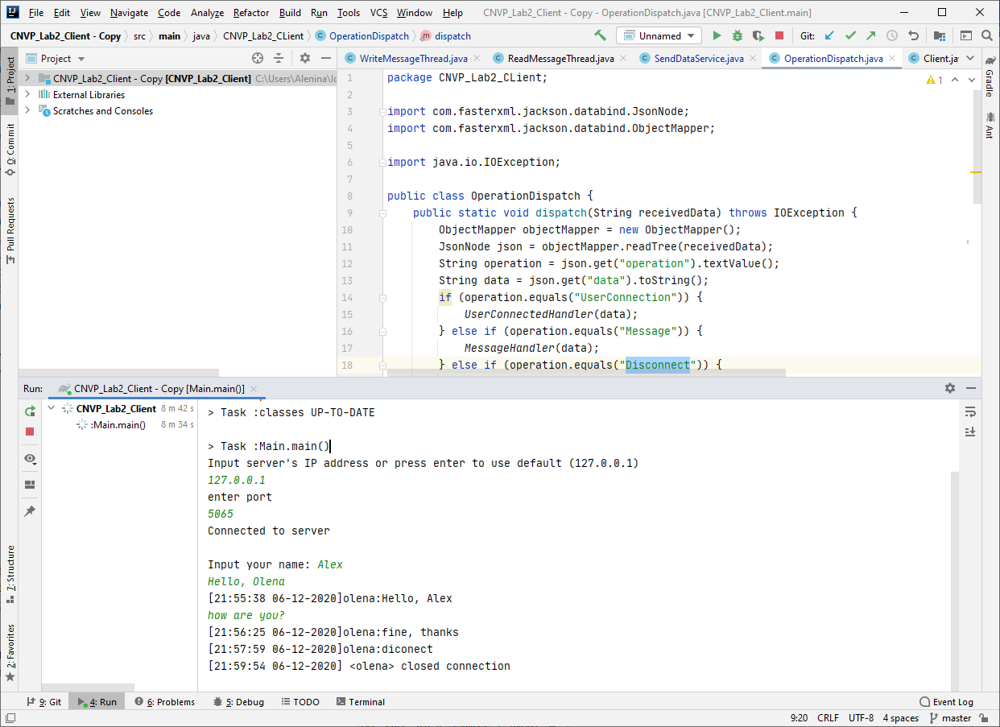 File Edit View Navigate Code Analyze Refactor Build Run Tools VCS Window Help CNVP_Lab2_Client - Copy - OperationDispatch.java [CNVP_Lab2_Client.main]
CNVP_Lab2_Client - Copy src main java CNVP_Lab2_CLient OperationDispatch dispatch Unnamed Git:
Project
WriteMessageThread.java ReadMessageThread.java SendDataService.java OperationDispatch.java Client.ja
1: Project
0: Commit
Pull Requests
7: Structure
2: Favorites
CNVP_Lab2_Client - Copy [CNVP_Lab2_Client] C:\Users\Alenina\Id
External Libraries
Scratches and Consoles
1 package CNVP_Lab2_CLient;
2
3 import com.fasterxml.jackson.databind.JsonNode;
4 import com.fasterxml.jackson.databind.ObjectMapper;
5
6 import java.io.IOException;
7
8 public class OperationDispatch {
9 public static void dispatch(String receivedData) throws IOException {
10 ObjectMapper objectMapper = new ObjectMapper();
11 JsonNode json = objectMapper.readTree(receivedData);
12 String operation = json.get("operation").textValue();
13 String data = json.get("data").toString();
14 if (operation.equals("UserConnection")) {
15 UserConnectedHandler(data);
16 } else if (operation.equals("Message")) {
17 MessageHandler(data);
18 } else if (operation.equals("Disconnect")) {
1
Gradle
Ant
Run: CNVP_Lab2_Client - Copy [Main.main()]
CNVP_Lab2_Client 8 m 42 s
:Main.main() 8 m 34 s
> Task :classes UP-TO-DATE
> Task :Main.main()
Input server's IP address or press enter to use default (127.0.0.1)
127.0.0.1
enter port
5065
Connected to server
Input your name: Alex
Hello, Olena
[21:55:38 06-12-2020]olena:Hello, Alex
how are you?
[21:56:25 06-12-2020]olena:fine, thanks
[21:57:59 06-12-2020]olena:diconect
[21:59:54 06-12-2020] <olena> closed connection
9: Git 4: Run 6: Problems 5: Debug TODO Terminal Event Log
9:20 CRLF UTF-8 4 spaces master